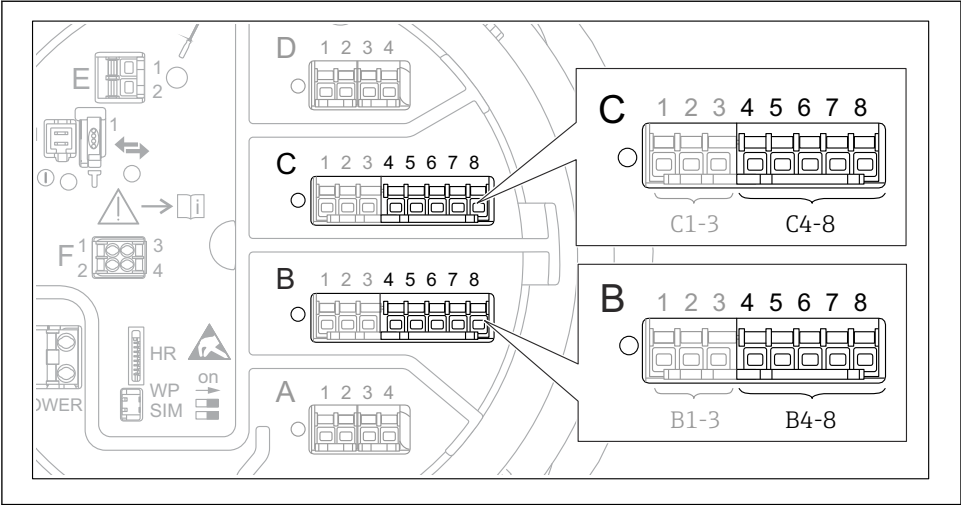 D 1 2 3 4
E 1
2
1
C 1 2 3 4 5 6 7 8
i
F 1 3
2 4
B 1 2 3 4 5 6 7 8
HR
WP on
SIM
OWER
A 1 2 3 4
C 1 2 3 4 5 6 7 8
C1-3 C4-8
B 1 2 3 4 5 6 7 8
B1-3 B4-8